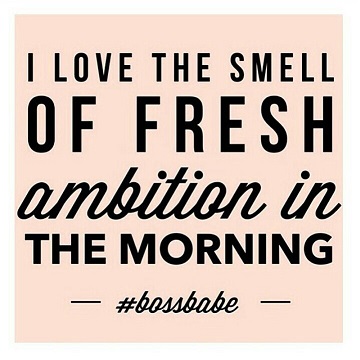 I LOVE THE SMELL
OF FRESH
ambition in
THE MORNING
#bossbabe